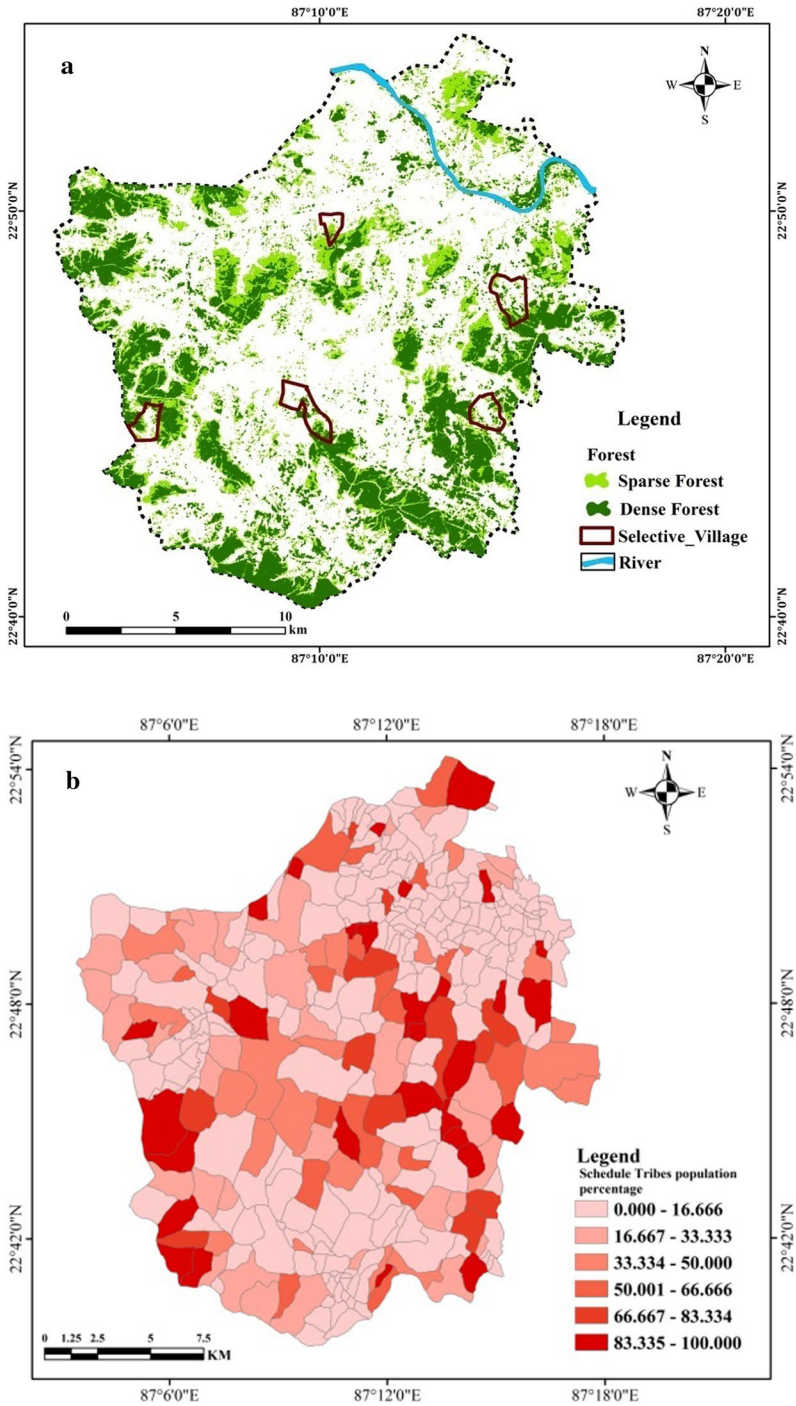 87°10'0"E 87°20'0"E
a
N
W E
S
22°50'0"N 22°50'0"N
Legend
Forest
Sparse Forest
Dense Forest
Selective_Village
River
22°40'0"N 22°40'0"N
0 5 10
km
87°10'0"E 87°20'0"E
87°6'0"E 87°12'0"E 87°18'0"E
22°54'0"N 22°54'0"N
b
N
W E
S
22°48'0"N 22°48'0"N
Legend
Schedule Tribes population
percentage
0.000 - 16.666
16.667 - 33.333
33.334 - 50.000
50.001 - 66.666
66.667 - 83.334
83.335 - 100.000
22°42'0"N 22°42'0"N
0 1.25 2.5 5 7.5
KM
87°6'0"E 87°12'0"E 87°18'0"E